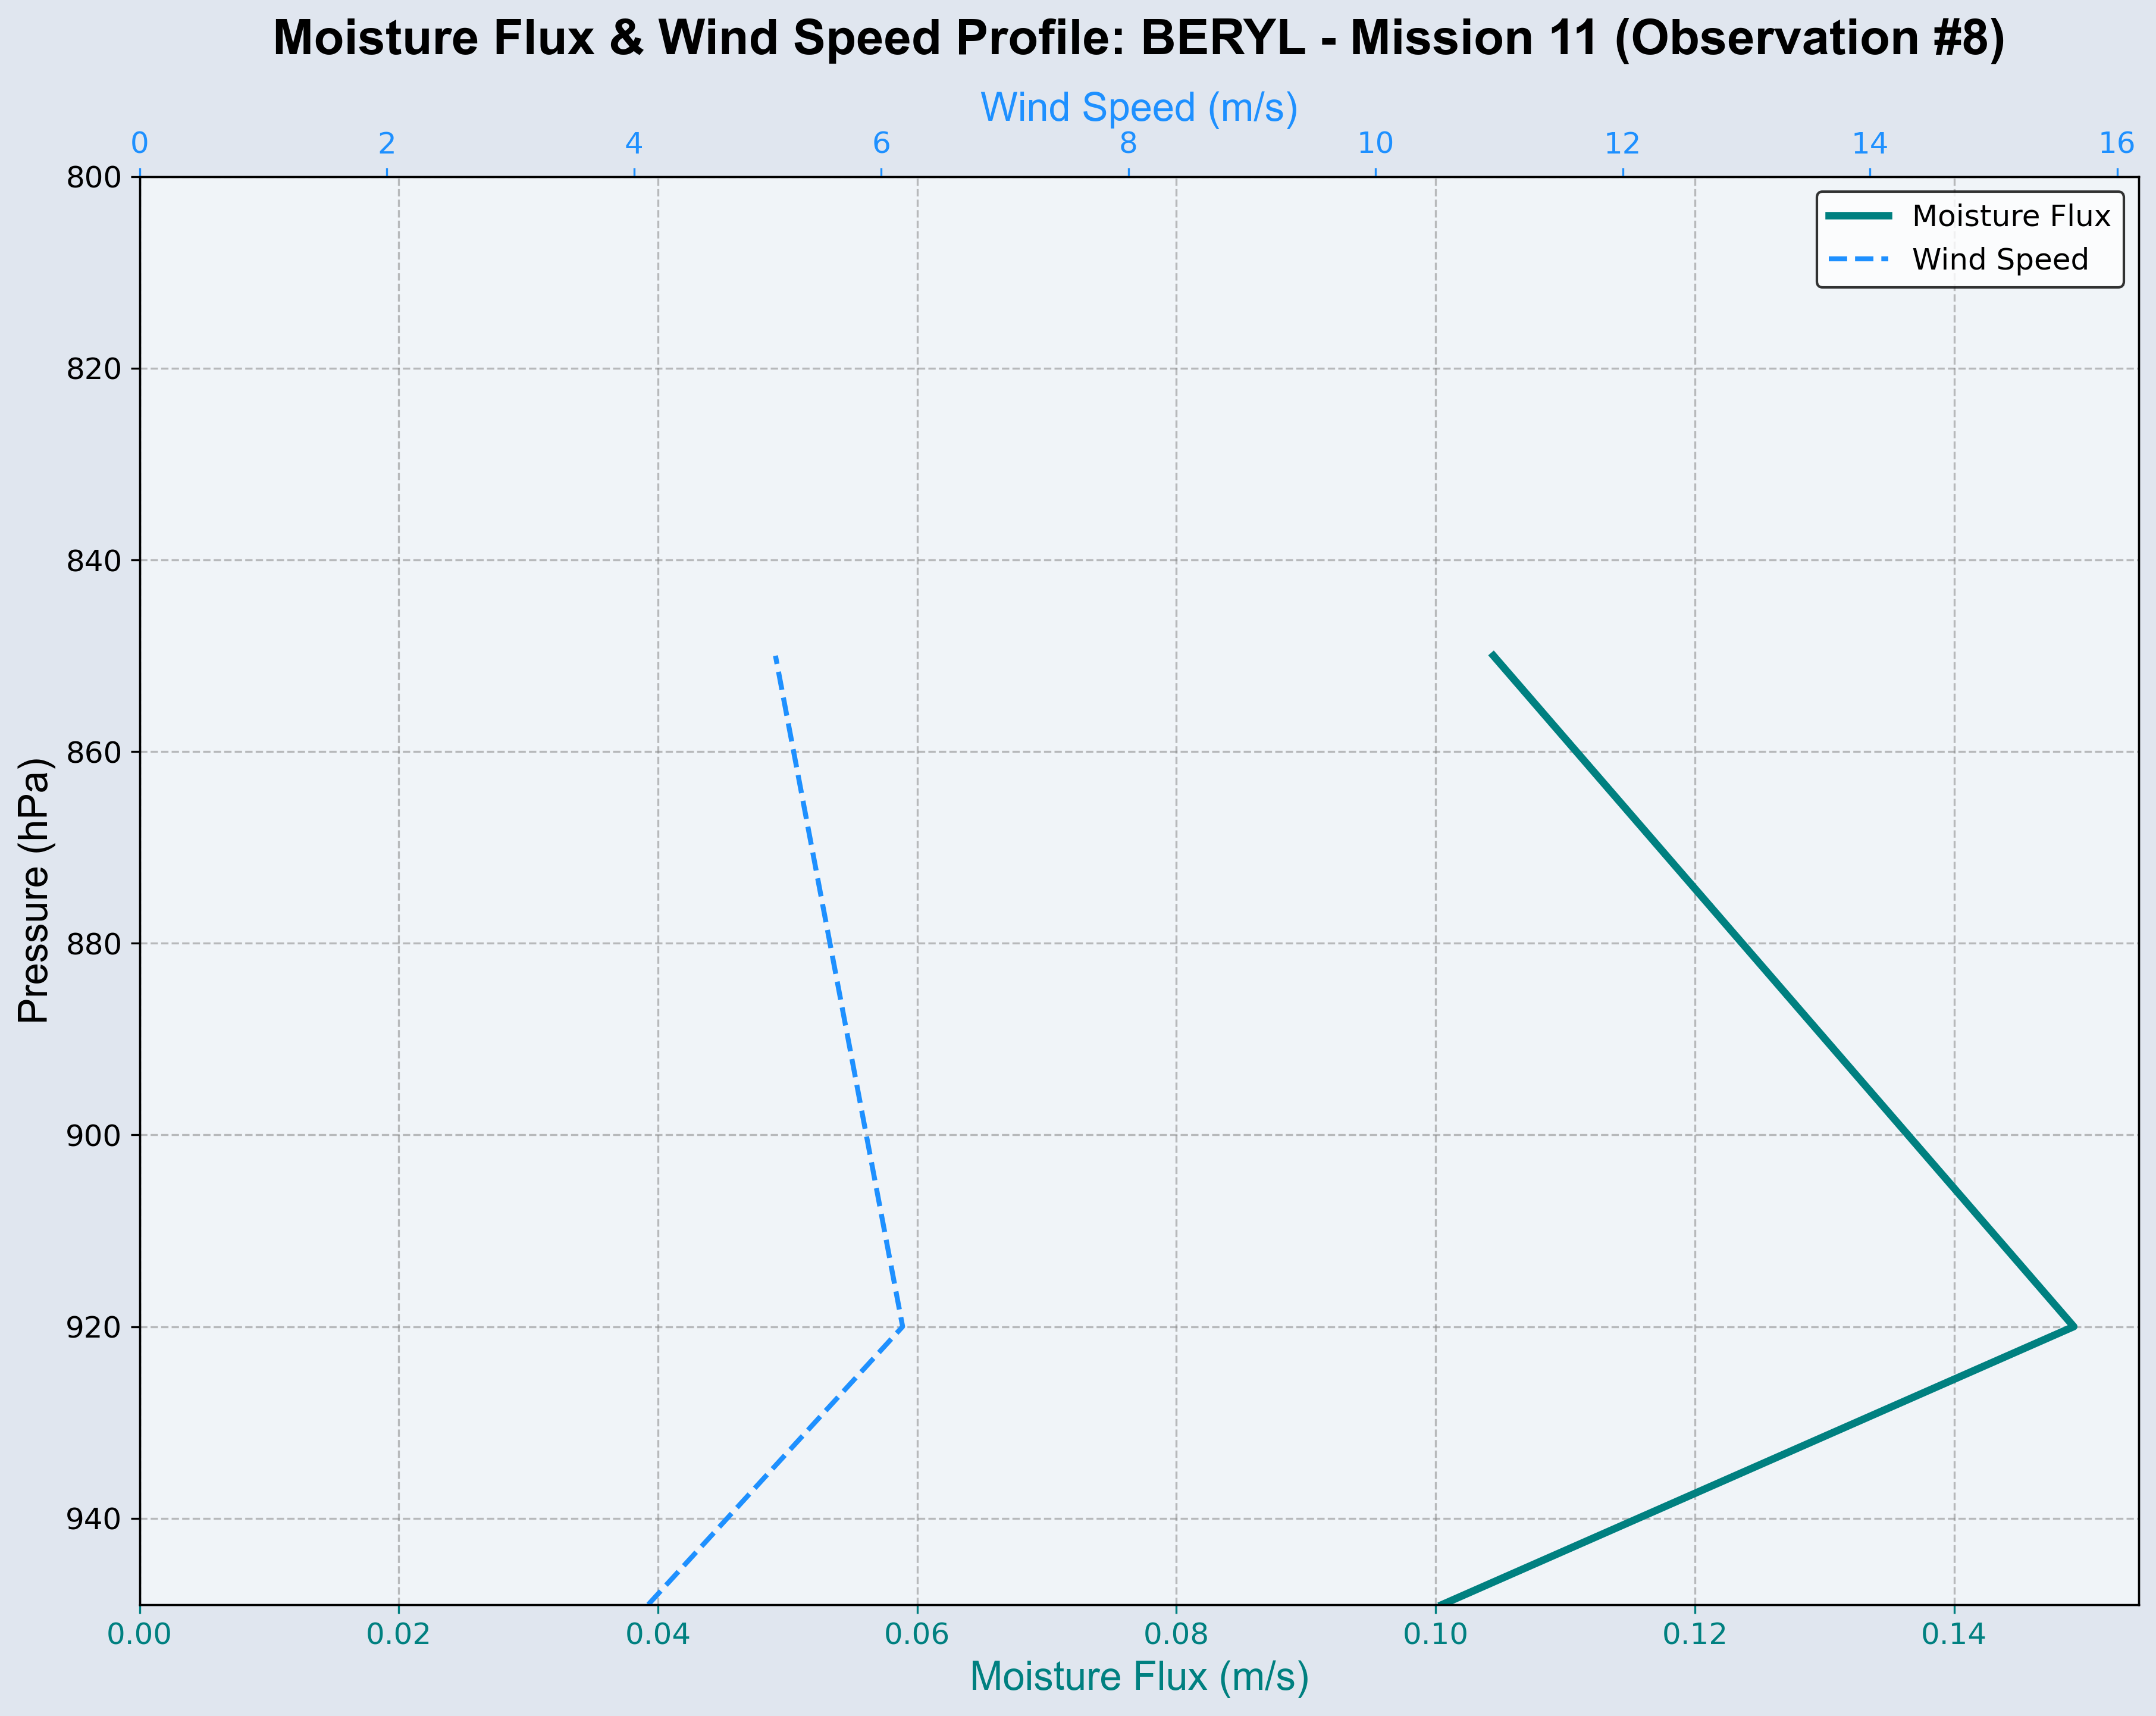 Moisture Flux & Wind Speed Profile: BERYL - Mission 11 (Observation #8)
Wind Speed (m/s)
0 2 4 6 8 10 12 14 16
Moisture Flux
Wind Speed
800
820
840
860
880
900
920
940
Pressure (hPa)
0.00 0.02 0.04 0.06 0.08 0.10 0.12 0.14
Moisture Flux (m/s)